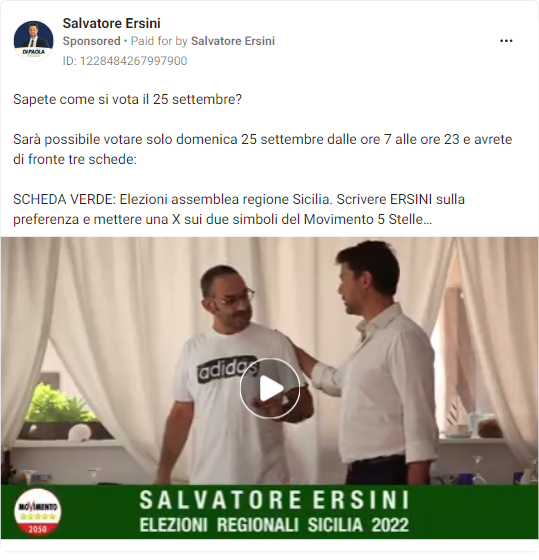 Salvatore Ersini
Sponsored • Paid for by Salvatore Ersini
ID: 1228484267997900
Sapete come si vota il 25 settembre?
Sarà possibile votare solo domenica 25 settembre dalle ore 7 alle ore 23 e avrete
di fronte tre schede:
SCHEDA VERDE: Elezioni assemblea regione Sicilia. Scrivere ERSINI sulla
preferenza e mettere una X sui due simboli del Movimento 5 Stelle...
adidas
SALVATORE ERSINI
ELEZIONI REGIONALI SICILIA 2022
MOVIMENTO
2050
DIPAOLA